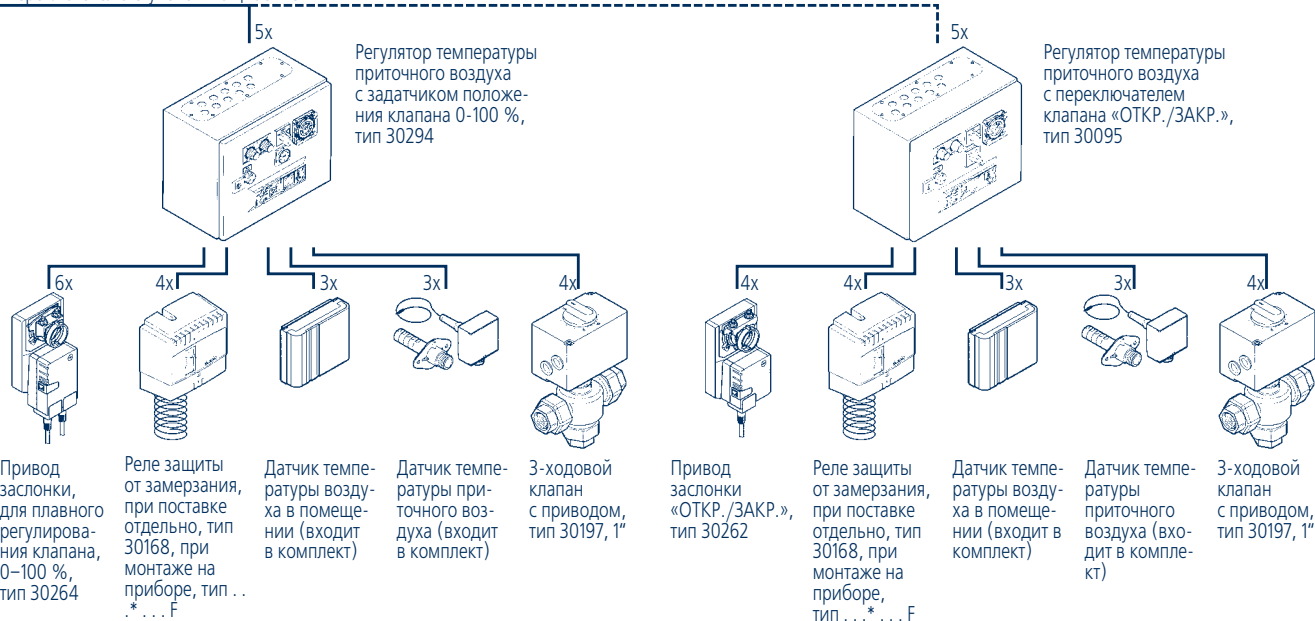 5x
Регулятор температуры
приточного воздуха
с задатчиком положе-
ния клапана 0-100 %,
тип 30294
5x
Регулятор температуры
приточного воздуха
с переключателем
клапана «ОТКР./ЗАКР.»,
тип 30095
6x
4x
3x
3x
4x
4x
4x
3x
3x
4x
Привод
заслонки,
для плавного
регулирова-
ния клапана,
0–100 %,
тип 30264
Реле защиты
от замерзания,
при поставке
отдельно, тип
30168, при
монтаже на
приборе, тип . .
.* . . . F
Датчик темпе-
ратуры возду-
ха в помеще-
нии (входит
в комплект)
Датчик темпе-
ратуры при-
точного воз-
духа (входит
в комплект)
3-ходовой
клапан
с приводом,
тип 30197, 1“
Привод
заслонки
«ОТКР./ЗАКР.»,
тип 30262
Реле защиты
от замерзания,
при поставке
отдельно, тип
30168, при
монтаже на
приборе,
тип . . .* . . . F
Датчик темпе-
ратуры возду-
ха в помеще-
нии (входит в
комплект)
Датчик темпе-
ратуры
приточного
воздуха (вхо-
дит в компле-
кт)
3-ходовой
клапан
с приводом,
тип 30197, 1“